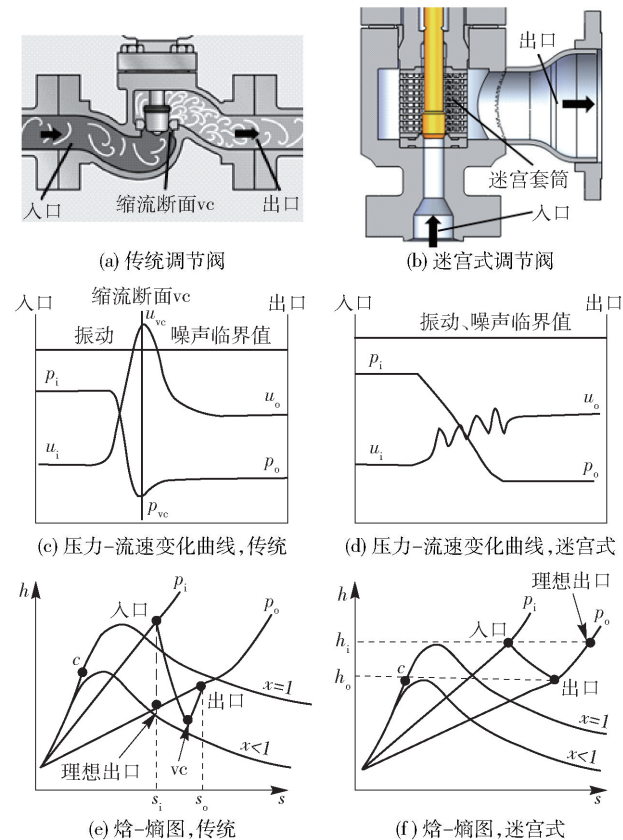 入口
缩流断面vc
出口
(a) 传统调节阀
出口
迷宫套筒
入口
(b) 迷宫式调节阀
入口
缩流断面vc
出口
振动
u_vc
噪声临界值
p_i
u_o
u_i
p_o
p_vc
(c) 压力-流速变化曲线,传统
入口
出口
振动、噪声临界值
p_i
u_o
u_i
p_o
(d) 压力-流速变化曲线,迷宫式
h
p_i
入口
p_o
c
出口
x=1
理想出口
vc
x<1
s_i
s_o
s
(e) 焓-熵图,传统
理想出口
h
p_i
p_o
入口
h_i
h_o
c
出口
x=1
x<1
s
(f) 焓-熵图,迷宫式